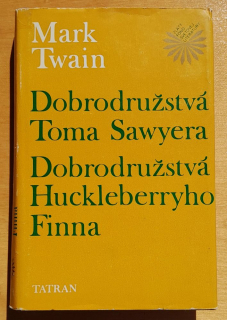 Mark
Twain
Dobrodružstvá
Toma Sawyera
Dobrodružstvá
Huckleberryho
Finna
TATRAN